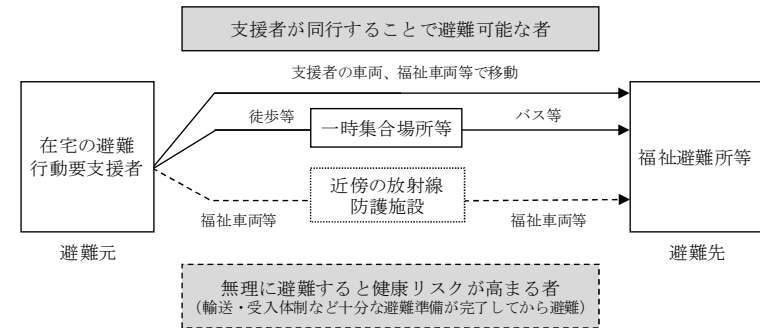 支援者が同行することで避難可能な者
支援者の車両、福祉車両等で移動
徒歩等
一時集合場所等
バス等
在宅の避難
行動要支援者
福祉避難所等
近傍の放射線
防護施設
福祉車両等
福祉車両等
避難元
避難先
無理に避難すると健康リスクが高まる者
（輸送・受入体制など十分な避難準備が完了してから避難）